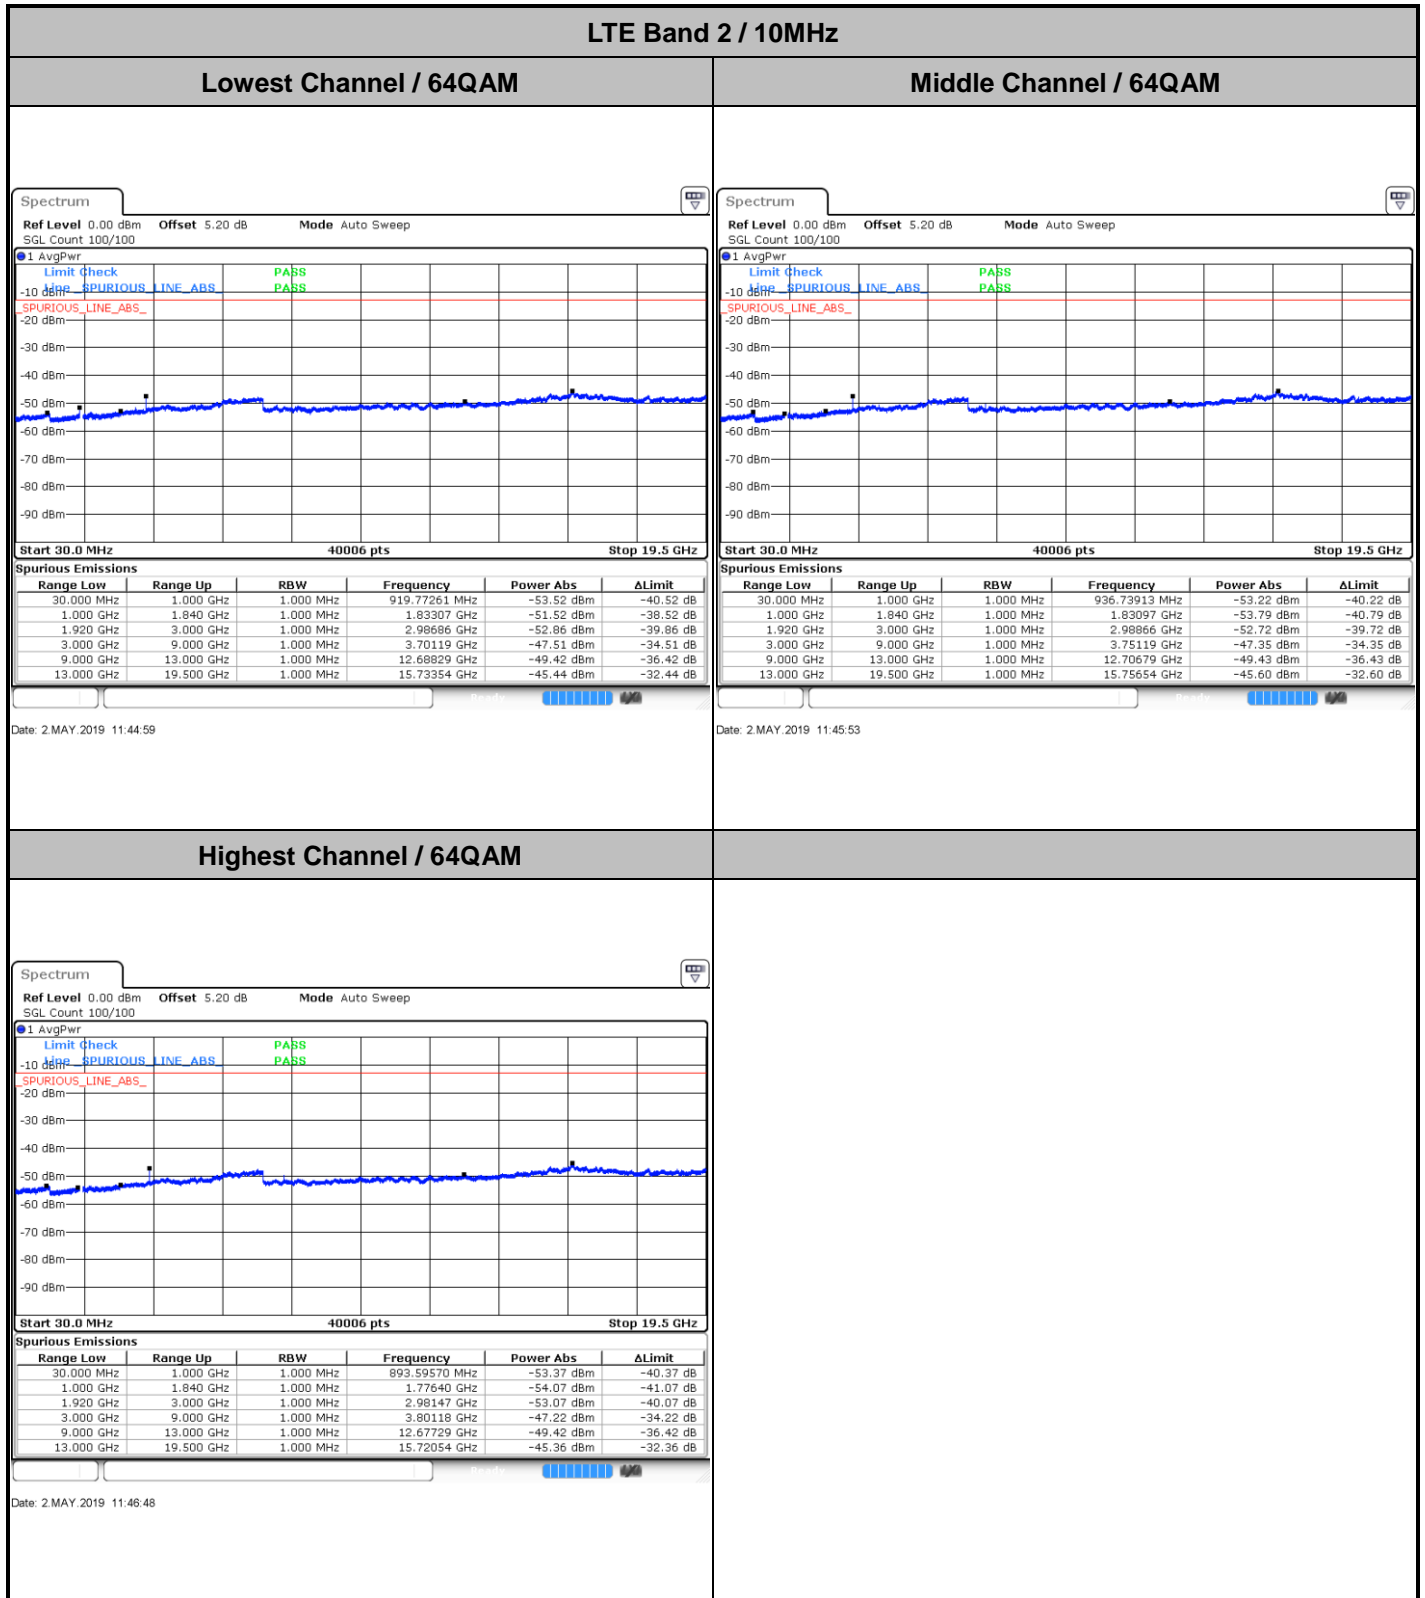 LTE Band 2 / 10MHz
Lowest Channel / 64QAM
Middle Channel / 64QAM
Spectrum
Ref Level 0.00 dBm Offset 5.20 dB Mode Auto Sweep
SGL Count 100/100
1 AvgPwr
Limit Check PASS
Line _SPURIOUS_LINE_ABS_ PASS
-10 dBm
_SPURIOUS_LINE_ABS_
-20 dBm
-30 dBm
-40 dBm
-50 dBm
-60 dBm
-70 dBm
-80 dBm
-90 dBm
Start 30.0 MHz 40006 pts Stop 19.5 GHz
Spurious Emissions
Range Low Range Up RBW Frequency Power Abs ΔLimit
30.000 MHz 1.000 GHz 1.000 MHz 919.77261 MHz -53.52 dBm -40.52 dB
1.000 GHz 1.840 GHz 1.000 MHz 1.83307 GHz -51.52 dBm -38.52 dB
1.920 GHz 3.000 GHz 1.000 MHz 2.98686 GHz -52.86 dBm -39.86 dB
3.000 GHz 9.000 GHz 1.000 MHz 3.70119 GHz -47.51 dBm -34.51 dB
9.000 GHz 13.000 GHz 1.000 MHz 12.68829 GHz -49.42 dBm -36.42 dB
13.000 GHz 19.500 GHz 1.000 MHz 15.73354 GHz -45.44 dBm -32.44 dB
Ready
Date: 2.MAY.2019 11:44:59
Spectrum
Ref Level 0.00 dBm Offset 5.20 dB Mode Auto Sweep
SGL Count 100/100
1 AvgPwr
Limit Check PASS
Line _SPURIOUS_LINE_ABS_ PASS
-10 dBm
_SPURIOUS_LINE_ABS_
-20 dBm
-30 dBm
-40 dBm
-50 dBm
-60 dBm
-70 dBm
-80 dBm
-90 dBm
Start 30.0 MHz 40006 pts Stop 19.5 GHz
Spurious Emissions
Range Low Range Up RBW Frequency Power Abs ΔLimit
30.000 MHz 1.000 GHz 1.000 MHz 936.73913 MHz -53.22 dBm -40.22 dB
1.000 GHz 1.840 GHz 1.000 MHz 1.83097 GHz -53.79 dBm -40.79 dB
1.920 GHz 3.000 GHz 1.000 MHz 2.98866 GHz -52.72 dBm -39.72 dB
3.000 GHz 9.000 GHz 1.000 MHz 3.75119 GHz -47.35 dBm -34.35 dB
9.000 GHz 13.000 GHz 1.000 MHz 12.70679 GHz -49.43 dBm -36.43 dB
13.000 GHz 19.500 GHz 1.000 MHz 15.75654 GHz -45.60 dBm -32.60 dB
Ready
Date: 2.MAY.2019 11:45:53
Highest Channel / 64QAM
Spectrum
Ref Level 0.00 dBm Offset 5.20 dB Mode Auto Sweep
SGL Count 100/100
1 AvgPwr
Limit Check PASS
Line _SPURIOUS_LINE_ABS_ PASS
-10 dBm
_SPURIOUS_LINE_ABS_
-20 dBm
-30 dBm
-40 dBm
-50 dBm
-60 dBm
-70 dBm
-80 dBm
-90 dBm
Start 30.0 MHz 40006 pts Stop 19.5 GHz
Spurious Emissions
Range Low Range Up RBW Frequency Power Abs ΔLimit
30.000 MHz 1.000 GHz 1.000 MHz 893.59570 MHz -53.37 dBm -40.37 dB
1.000 GHz 1.840 GHz 1.000 MHz 1.77640 GHz -54.07 dBm -41.07 dB
1.920 GHz 3.000 GHz 1.000 MHz 2.98147 GHz -53.07 dBm -40.07 dB
3.000 GHz 9.000 GHz 1.000 MHz 3.80118 GHz -47.22 dBm -34.22 dB
9.000 GHz 13.000 GHz 1.000 MHz 12.67729 GHz -49.42 dBm -36.42 dB
13.000 GHz 19.500 GHz 1.000 MHz 15.72054 GHz -45.36 dBm -32.36 dB
Ready
Date: 2.MAY.2019 11:46:48